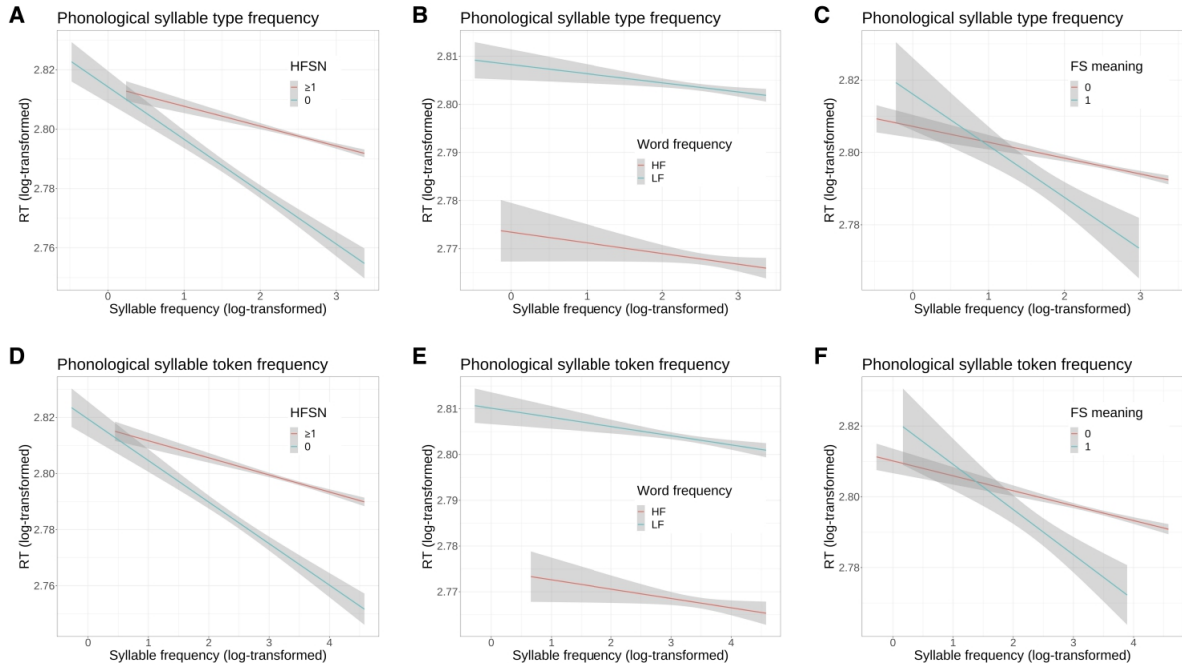 A
Phonological syllable type frequency
HFSN
≥1
0
2.82
2.80
2.78
2.76
RT (log-transformed)
0 1 2 3
Syllable frequency (log-transformed)
B
Phonological syllable type frequency
2.81
2.80
2.79
2.78
2.77
Word frequency
HF
LF
RT (log-transformed)
0 1 2 3
Syllable frequency (log-transformed)
C
Phonological syllable type frequency
FS meaning
0
1
2.82
2.80
2.78
RT (log-transformed)
0 1 2 3
Syllable frequency (log-transformed)
D
Phonological syllable token frequency
HFSN
≥1
0
2.82
2.80
2.78
2.76
RT (log-transformed)
0 1 2 3 4
Syllable frequency (log-transformed)
E
Phonological syllable token frequency
2.81
2.80
2.79
2.78
2.77
Word frequency
HF
LF
RT (log-transformed)
0 1 2 3 4
Syllable frequency (log-transformed)
F
Phonological syllable token frequency
FS meaning
0
1
2.82
2.80
2.78
RT (log-transformed)
0 1 2 3 4
Syllable frequency (log-transformed)